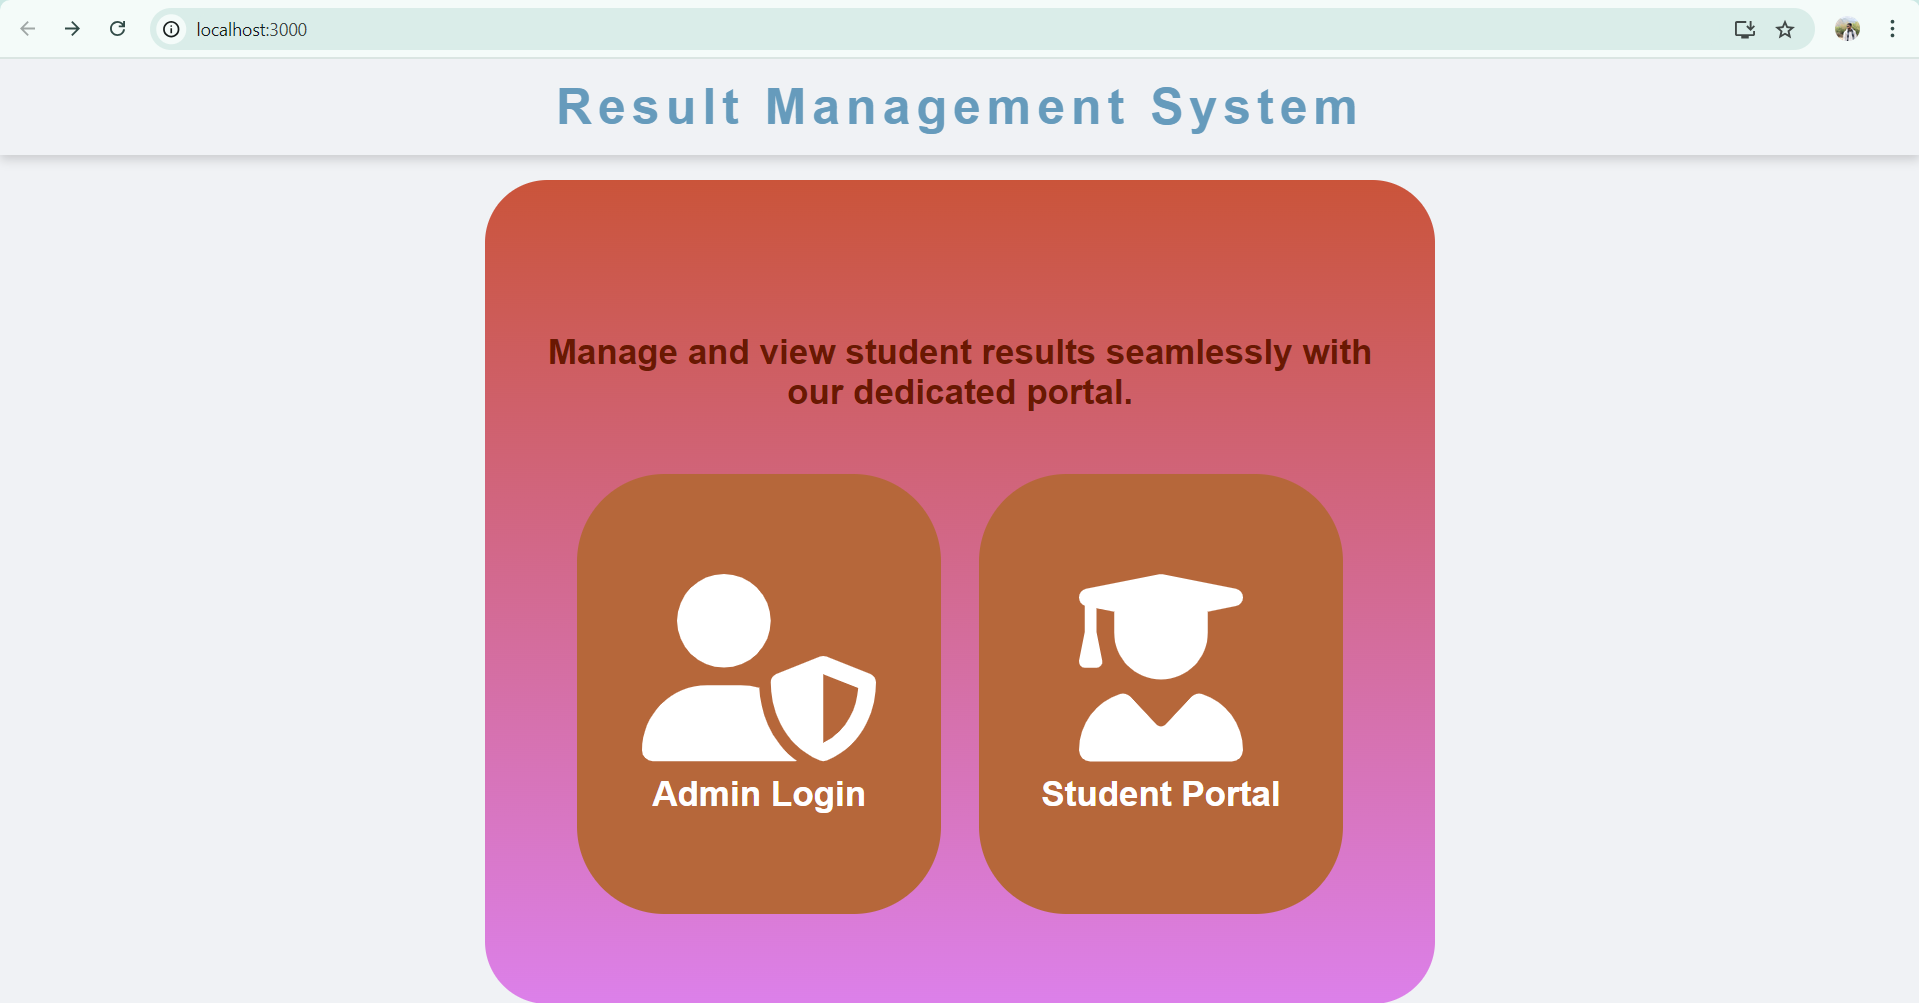 localhost:3000
Result Management System
Manage and view student results seamlessly with
our dedicated portal.
Admin Login
Student Portal